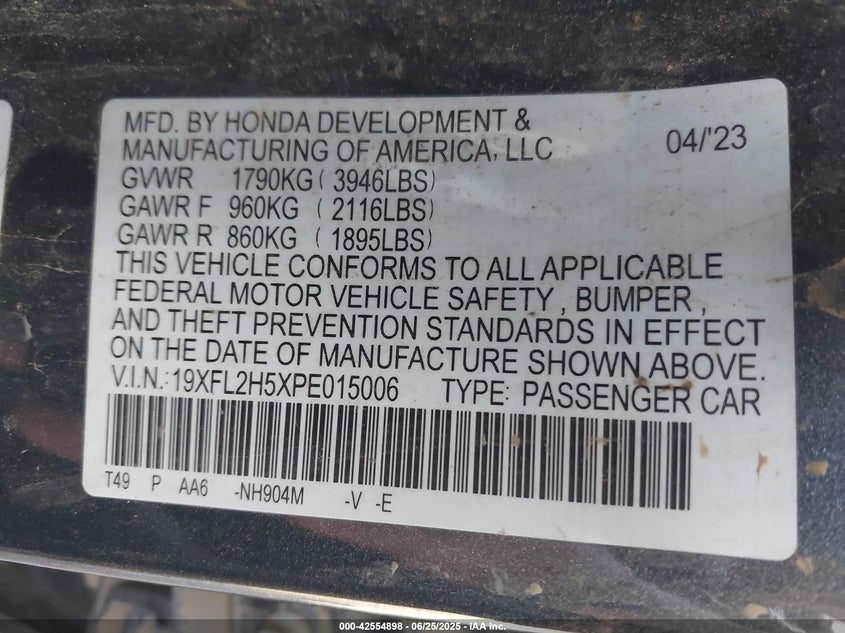 MFD. BY HONDA DEVELOPMENT &
MANUFACTURING OF AMERICA, LLC 04/'23
GVWR 1790KG ( 3946LBS)
GAWR F 960KG ( 2116LBS)
GAWR R 860KG ( 1895LBS)
THIS VEHICLE CONFORMS TO ALL APPLICABLE
FEDERAL MOTOR VEHICLE SAFETY , BUMPER ,
AND THEFT PREVENTION STANDARDS IN EFFECT
ON THE DATE OF MANUFACTURE SHOWN ABOVE.
V.I.N.:19XFL2H5XPE015006 TYPE: PASSENGER CAR
T49 P AA6 -NH904M -V -E
000-42554898 - 06/25/2025 - IAA Inc.